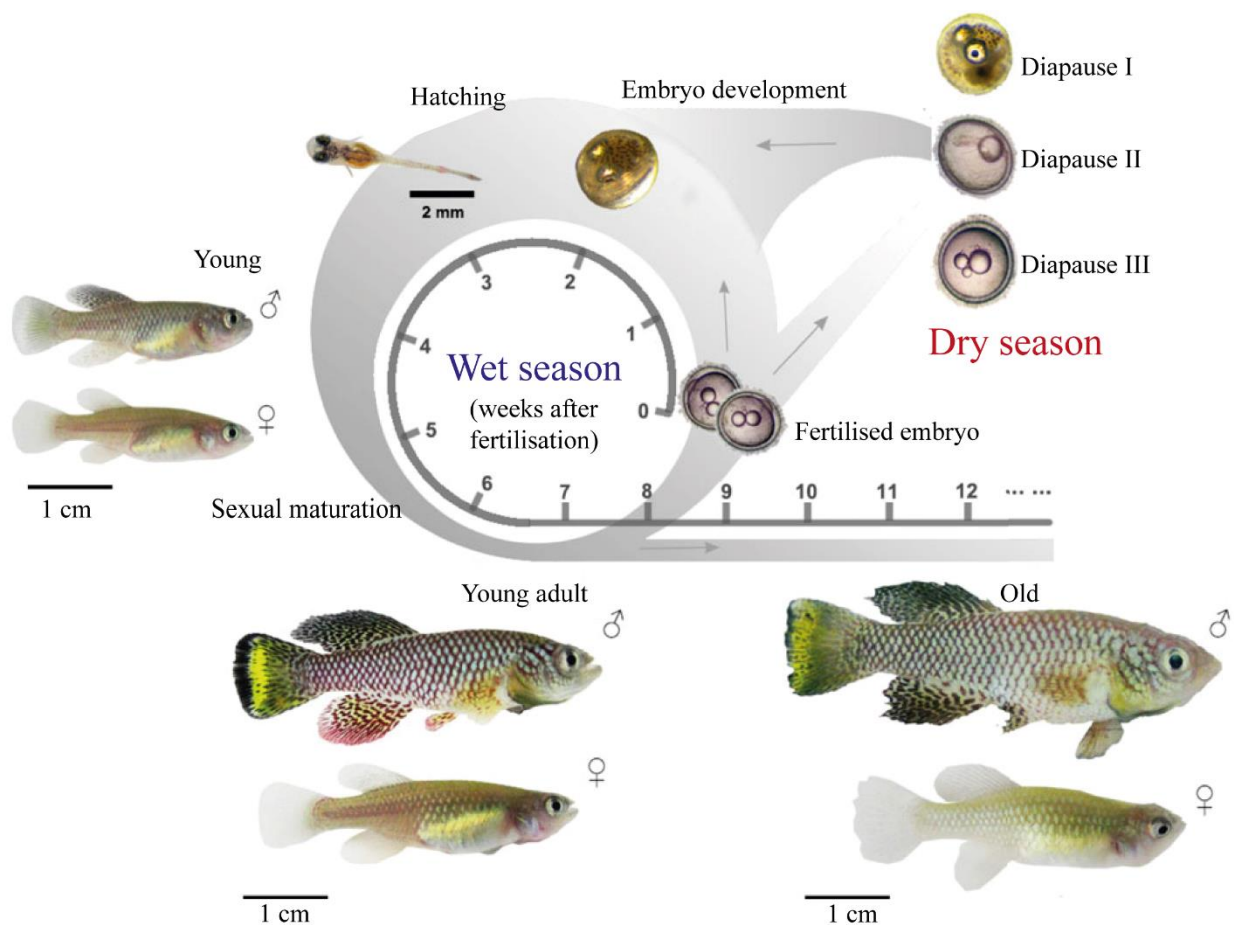 Diapause I
Hatching
Embryo development
Diapause II
2 mm
Young
♂
Diapause III
3
2
4
1
Wet season
Dry season
(weeks after
fertilisation)
0
♀
5
Fertilised embryo
1 cm
6
7
8
9
10
11
12
... ...
Sexual maturation
Young adult
♂
Old
♂
♀
♀
1 cm
1 cm